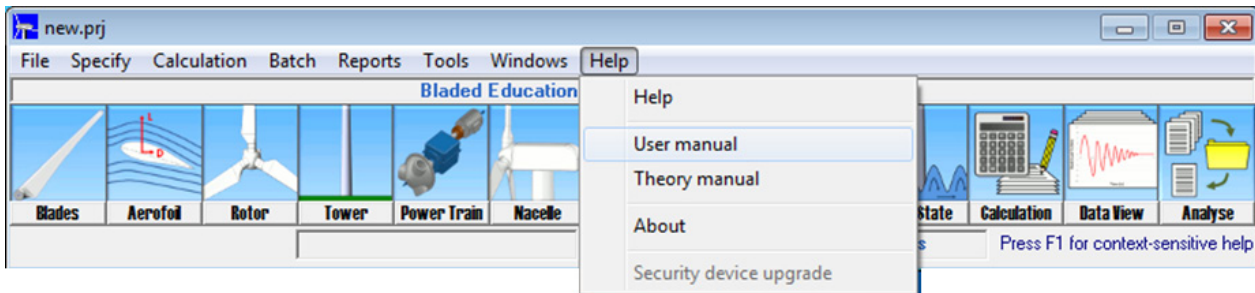 new.prj
File Specify Calculation Batch Reports Tools Windows Help
Bladed Education
Help
User manual
Theory manual
About
Security device upgrade
Blades Aerofoil Rotor Tower Power Train Nacelle State Calculation Data View Analyse
s Press F1 for context-sensitive help